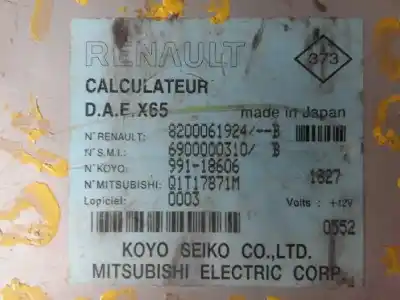 RENAULT
373
CALCULATEUR
D.A.E.X65
made in Japan
N°RENAULT: 8200061924/--B
N°S.M.I.: 6900000310/ B
N°KOYO: 991-18606
1827
N°MITSUBISHI: Q1T17871M
Logiciel: 0003
Volts : +12V
0552
KOYO SEIKO CO.,LTD.
MITSUBISHI ELECTRIC CORP.